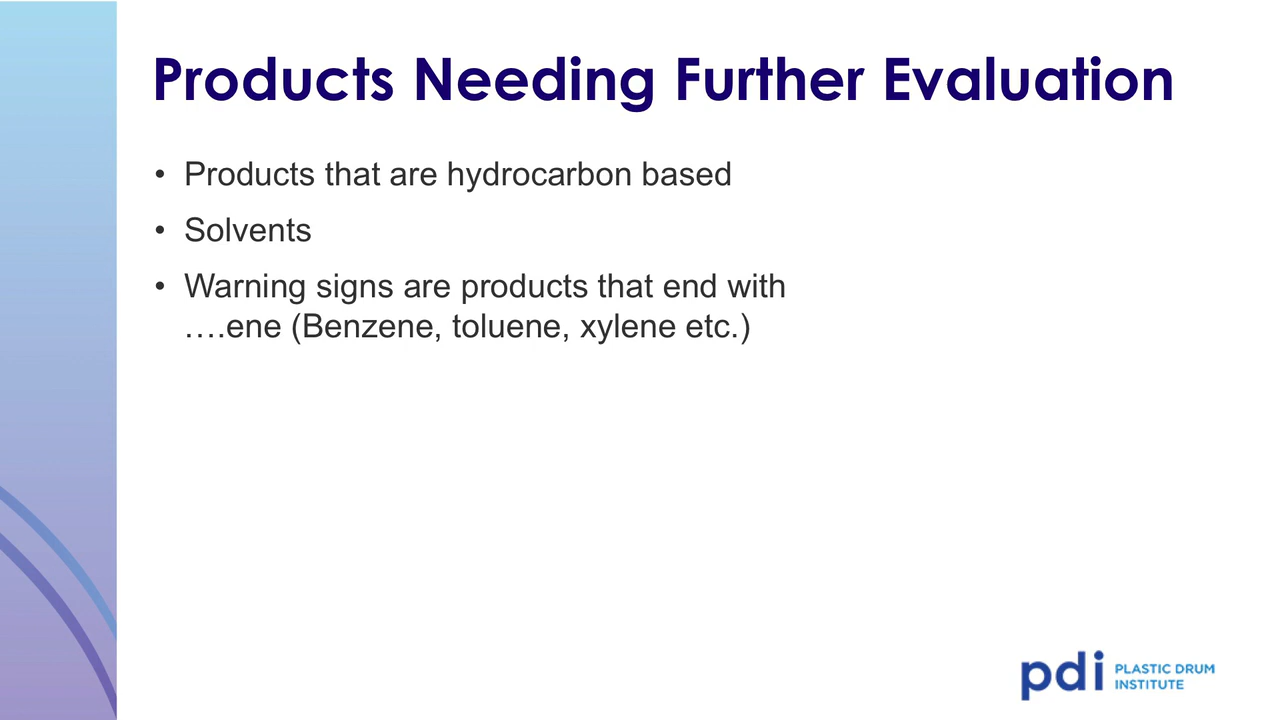 Products Needing Further Evaluation
• Products that are hydrocarbon based
• Solvents
• Warning signs are products that end with
….ene (Benzene, toluene, xylene etc.)
pdi PLASTIC DRUM
INSTITUTE